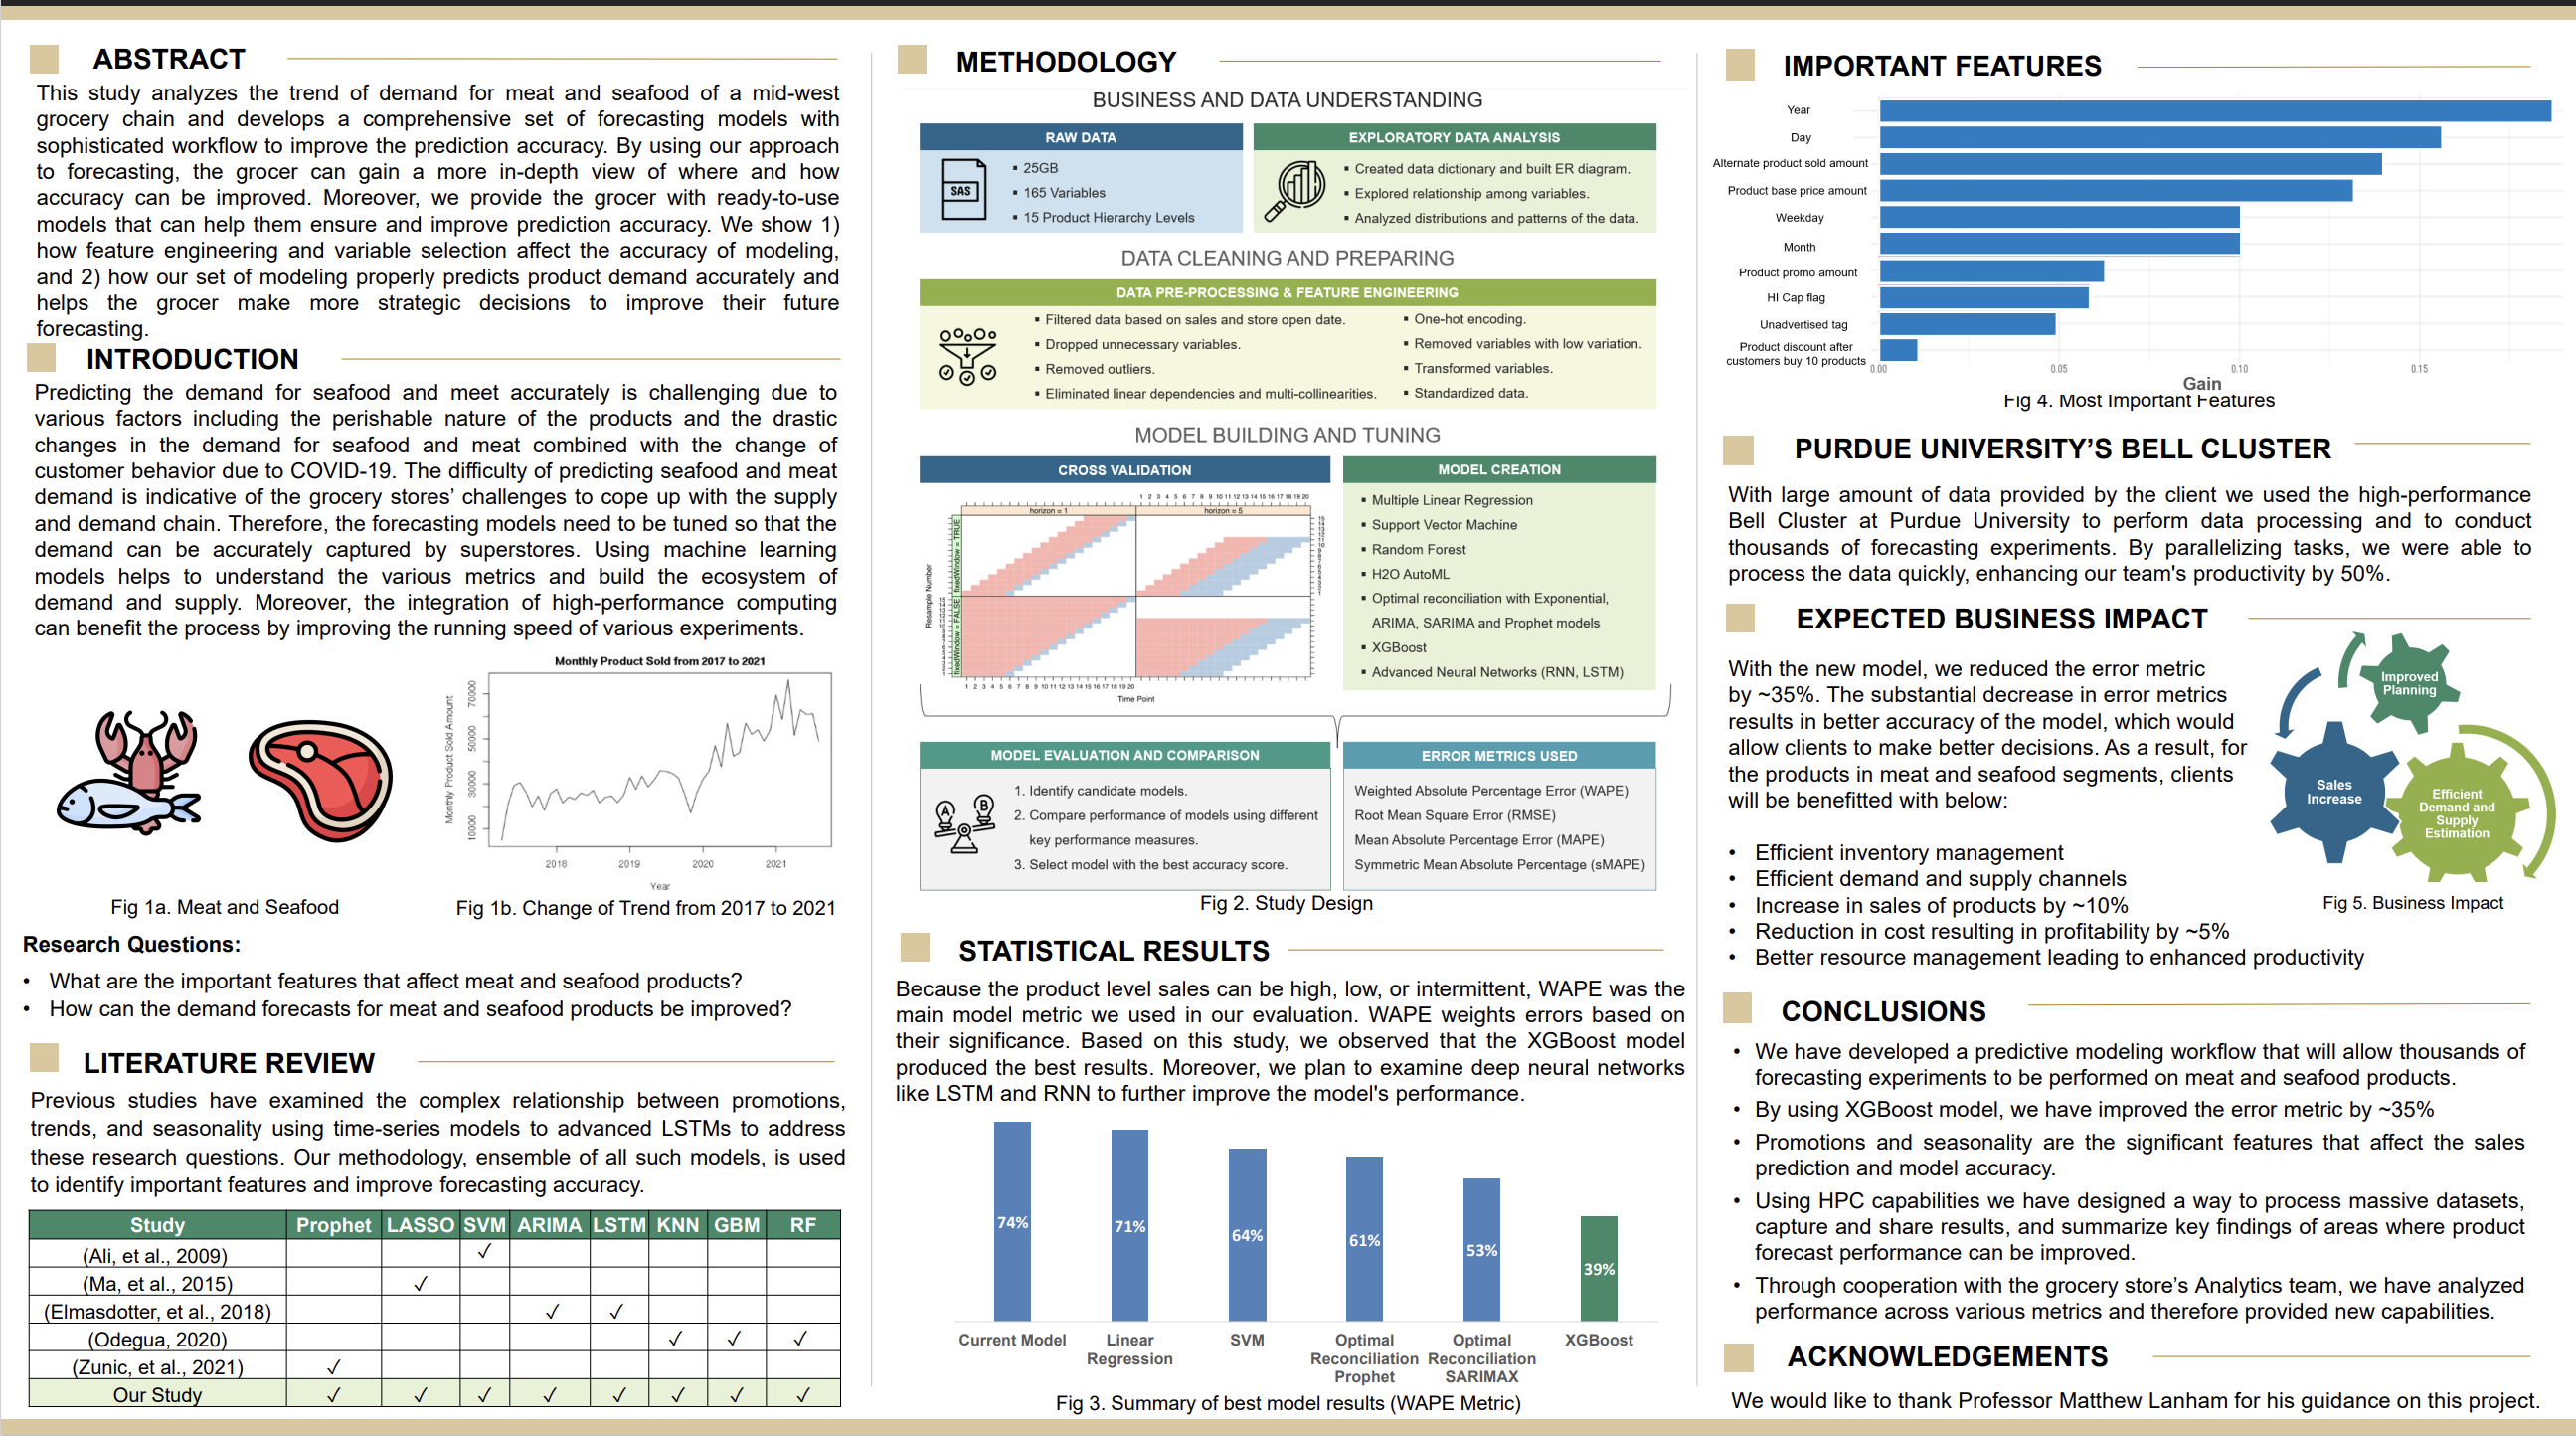 ABSTRACT
This study analyzes the trend of demand for meat and seafood of a mid-west
grocery chain and develops a comprehensive set of forecasting models with
sophisticated workflow to improve the prediction accuracy. By using our approach
to forecasting, the grocer can gain a more in-depth view of where and how
accuracy can be improved. Moreover, we provide the grocer with ready-to-use
models that can help them ensure and improve prediction accuracy. We show 1)
how feature engineering and variable selection affect the accuracy of modeling,
and 2) how our set of modeling properly predicts product demand accurately and
helps the grocer make more strategic decisions to improve their future
forecasting.
INTRODUCTION
Predicting the demand for seafood and meet accurately is challenging due to
various factors including the perishable nature of the products and the drastic
changes in the demand for seafood and meat combined with the change of
customer behavior due to COVID-19. The difficulty of predicting seafood and meat
demand is indicative of the grocery stores’ challenges to cope up with the supply
and demand chain. Therefore, the forecasting models need to be tuned so that the
demand can be accurately captured by superstores. Using machine learning
models helps to understand the various metrics and build the ecosystem of
demand and supply. Moreover, the integration of high-performance computing
can benefit the process by improving the running speed of various experiments.
Monthly Product Sold from 2017 to 2021
Monthly Product Sold Amount
10000 30000 50000 70000
2018 2019 2020 2021
Year
Fig 1a. Meat and Seafood
Fig 1b. Change of Trend from 2017 to 2021
Research Questions:
• What are the important features that affect meat and seafood products?
• How can the demand forecasts for meat and seafood products be improved?
LITERATURE REVIEW
Previous studies have examined the complex relationship between promotions,
trends, and seasonality using time-series models to advanced LSTMs to address
these research questions. Our methodology, ensemble of all such models, is used
to identify important features and improve forecasting accuracy.
Study Prophet LASSO SVM ARIMA LSTM KNN GBM RF
(Ali, et al., 2009) ✓
(Ma, et al., 2015) ✓
(Elmasdotter, et al., 2018) ✓ ✓
(Odegua, 2020) ✓ ✓ ✓
(Zunic, et al., 2021) ✓
Our Study ✓ ✓ ✓ ✓ ✓ ✓ ✓ ✓
METHODOLOGY
BUSINESS AND DATA UNDERSTANDING
RAW DATA
SAS
▪ 25GB
▪ 165 Variables
▪ 15 Product Hierarchy Levels
EXPLORATORY DATA ANALYSIS
▪ Created data dictionary and built ER diagram.
▪ Explored relationship among variables.
▪ Analyzed distributions and patterns of the data.
DATA CLEANING AND PREPARING
DATA PRE-PROCESSING & FEATURE ENGINEERING
▪ Filtered data based on sales and store open date.
▪ Dropped unnecessary variables.
▪ Removed outliers.
▪ Eliminated linear dependencies and multi-collinearities.
▪ One-hot encoding.
▪ Removed variables with low variation.
▪ Transformed variables.
▪ Standardized data.
MODEL BUILDING AND TUNING
CROSS VALIDATION
1 2 3 4 5 6 7 8 9 10 11 12 13 14 15 16 17 18 19 20
horizon = 1
horizon = 5
fixedWindow = TRUE
fixedWindow = FALSE
Resample Number
1 2 3 4 5 6 7 8 9 10 11 12 13 14 15 16 17 18 19 20
Time Point
MODEL CREATION
▪ Multiple Linear Regression
▪ Support Vector Machine
▪ Random Forest
▪ H2O AutoML
▪ Optimal reconciliation with Exponential,
ARIMA, SARIMA and Prophet models
▪ XGBoost
▪ Advanced Neural Networks (RNN, LSTM)
MODEL EVALUATION AND COMPARISON
A B
1. Identify candidate models.
2. Compare performance of models using different
key performance measures.
3. Select model with the best accuracy score.
ERROR METRICS USED
Weighted Absolute Percentage Error (WAPE)
Root Mean Square Error (RMSE)
Mean Absolute Percentage Error (MAPE)
Symmetric Mean Absolute Percentage (sMAPE)
Fig 2. Study Design
STATISTICAL RESULTS
Because the product level sales can be high, low, or intermittent, WAPE was the
main model metric we used in our evaluation. WAPE weights errors based on
their significance. Based on this study, we observed that the XGBoost model
produced the best results. Moreover, we plan to examine deep neural networks
like LSTM and RNN to further improve the model's performance.
74%
71%
64%
61%
53%
39%
Current Model
Linear
Regression
SVM
Optimal
Reconciliation
Prophet
Optimal
Reconciliation
SARIMAX
XGBoost
Fig 3. Summary of best model results (WAPE Metric)
IMPORTANT FEATURES
Year
Day
Alternate product sold amount
Product base price amount
Weekday
Month
Product promo amount
HI Cap flag
Unadvertised tag
Product discount after
customers buy 10 products
0.00 0.05 0.10 0.15
Gain
Fig 4. Most Important Features
PURDUE UNIVERSITY’S BELL CLUSTER
With large amount of data provided by the client we used the high-performance
Bell Cluster at Purdue University to perform data processing and to conduct
thousands of forecasting experiments. By parallelizing tasks, we were able to
process the data quickly, enhancing our team's productivity by 50%.
EXPECTED BUSINESS IMPACT
With the new model, we reduced the error metric
by ~35%. The substantial decrease in error metrics
results in better accuracy of the model, which would
allow clients to make better decisions. As a result, for
the products in meat and seafood segments, clients
will be benefitted with below:
• Efficient inventory management
• Efficient demand and supply channels
• Increase in sales of products by ~10%
• Reduction in cost resulting in profitability by ~5%
• Better resource management leading to enhanced productivity
Improved
Planning
Sales
Increase
Efficient
Demand and
Supply
Estimation
Fig 5. Business Impact
CONCLUSIONS
• We have developed a predictive modeling workflow that will allow thousands of
forecasting experiments to be performed on meat and seafood products.
• By using XGBoost model, we have improved the error metric by ~35%
• Promotions and seasonality are the significant features that affect the sales
prediction and model accuracy.
• Using HPC capabilities we have designed a way to process massive datasets,
capture and share results, and summarize key findings of areas where product
forecast performance can be improved.
• Through cooperation with the grocery store’s Analytics team, we have analyzed
performance across various metrics and therefore provided new capabilities.
ACKNOWLEDGEMENTS
We would like to thank Professor Matthew Lanham for his guidance on this project.